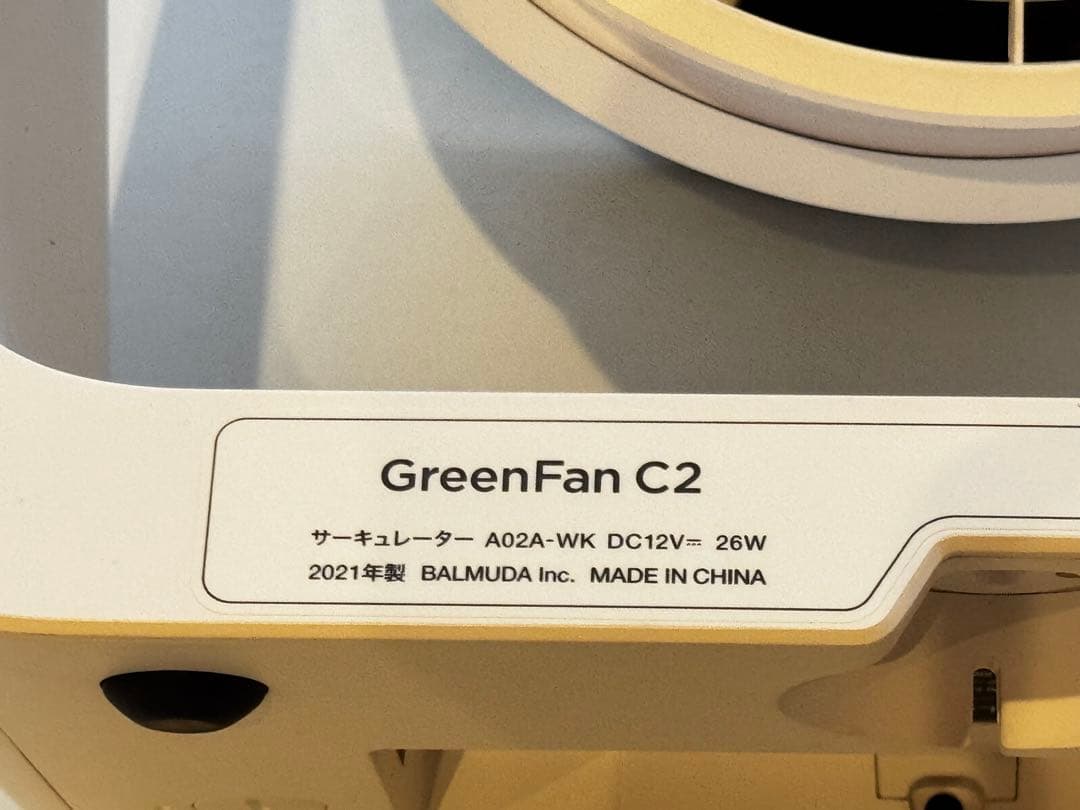 GreenFan C2
サーキュレーター A02A-WK DC12V⎓ 26W
2021年製 BALMUDA Inc. MADE IN CHINA